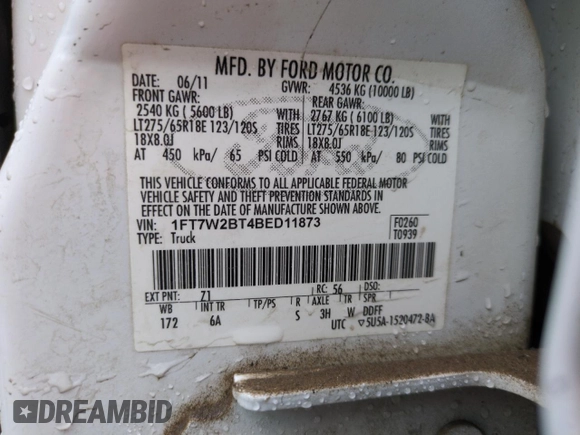 MFD. BY FORD MOTOR CO.
DATE: 06/11 GVWR: 4536 KG (10000 LB)
FRONT GAWR: REAR GAWR:
2540 KG ( 5600 LB) WITH 2767 KG ( 6100 LB) WITH
LT275/65R18E 123/120S TIRES LT275/65R18E 123/120S TIRES
18X8.0J RIMS 18X8.0J RIMS
AT 450 kPa/ 65 PSI COLD AT 550 kPa/ 80 PSI COLD
THIS VEHICLE CONFORMS TO ALL APPLICABLE FEDERAL MOTOR
VEHICLE SAFETY AND THEFT PREVENTION STANDARDS IN
EFFECT ON THE DATE OF MANUFACTURE SHOWN ABOVE.
VIN: 1FT7W2BT4BED11873 F0260
TYPE: Truck T0939
EXT PNT: Z1 RC: 56 DSO:
WB INT TR TP/PS R AXLE TR SPR
172 6A S 3H W DDFF
UTC ▽5U5A-1520472-BA
DREAMBID